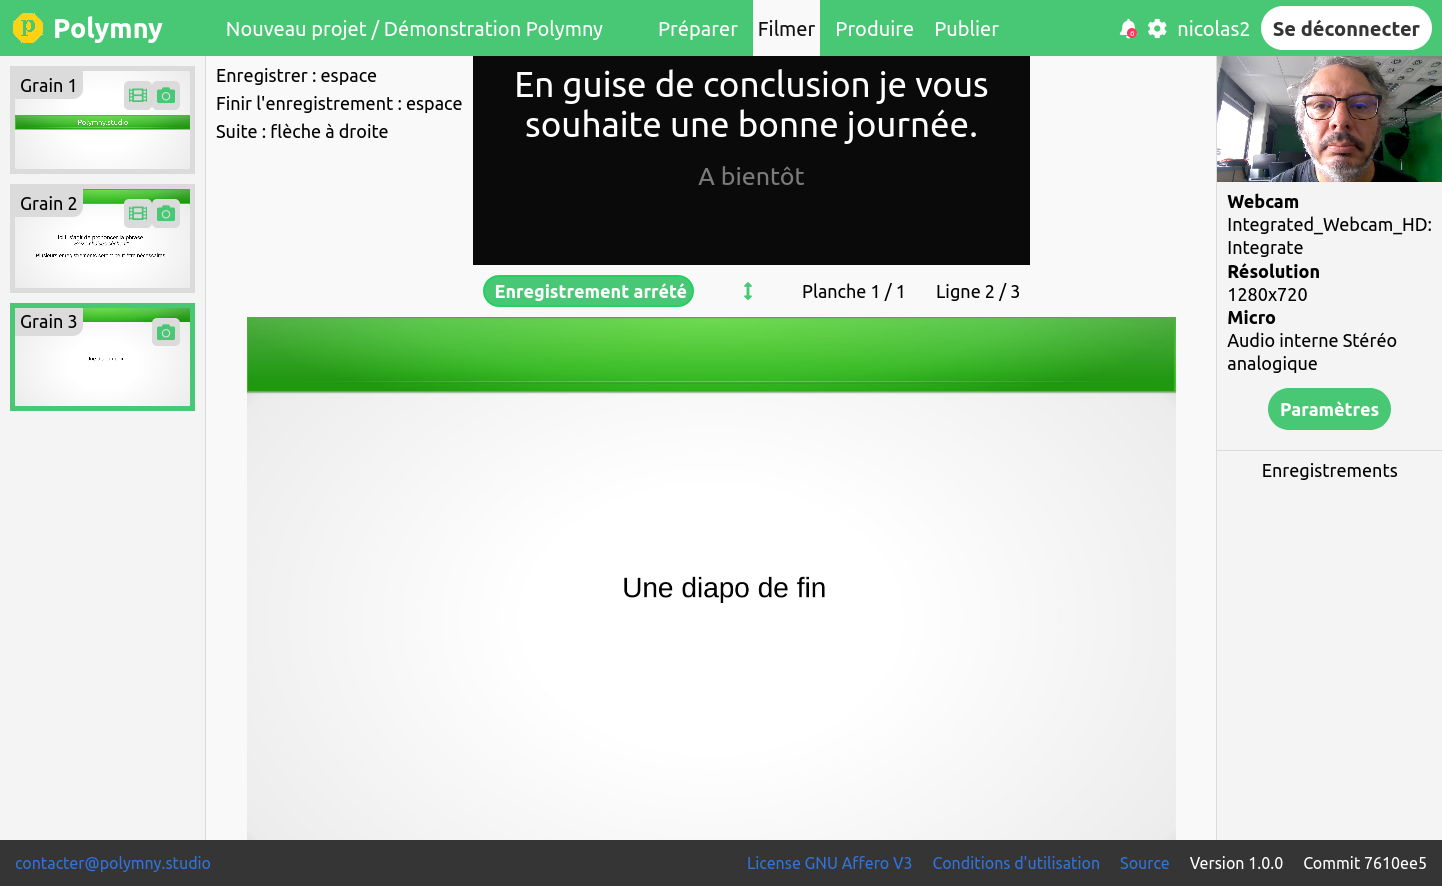 Polymny
Nouveau projet / Démonstration Polymny
Préparer
Filmer
Produire
Publier
6
nicolas2
Se déconnecter
Grain 1
Polymny.studio
Grain 2
Grain 3
Enregistrer : espace
Finir l'enregistrement : espace
Suite : flèche à droite
En guise de conclusion je vous
souhaite une bonne journée.
A bientôt
Enregistrement arrété
Planche 1 / 1
Ligne 2 / 3
Une diapo de fin
Webcam
Integrated_Webcam_HD:
Integrate
Résolution
1280x720
Micro
Audio interne Stéréo
analogique
Paramètres
Enregistrements
contacter@polymny.studio
License GNU Affero V3
Conditions d'utilisation
Source
Version 1.0.0
Commit 7610ee5